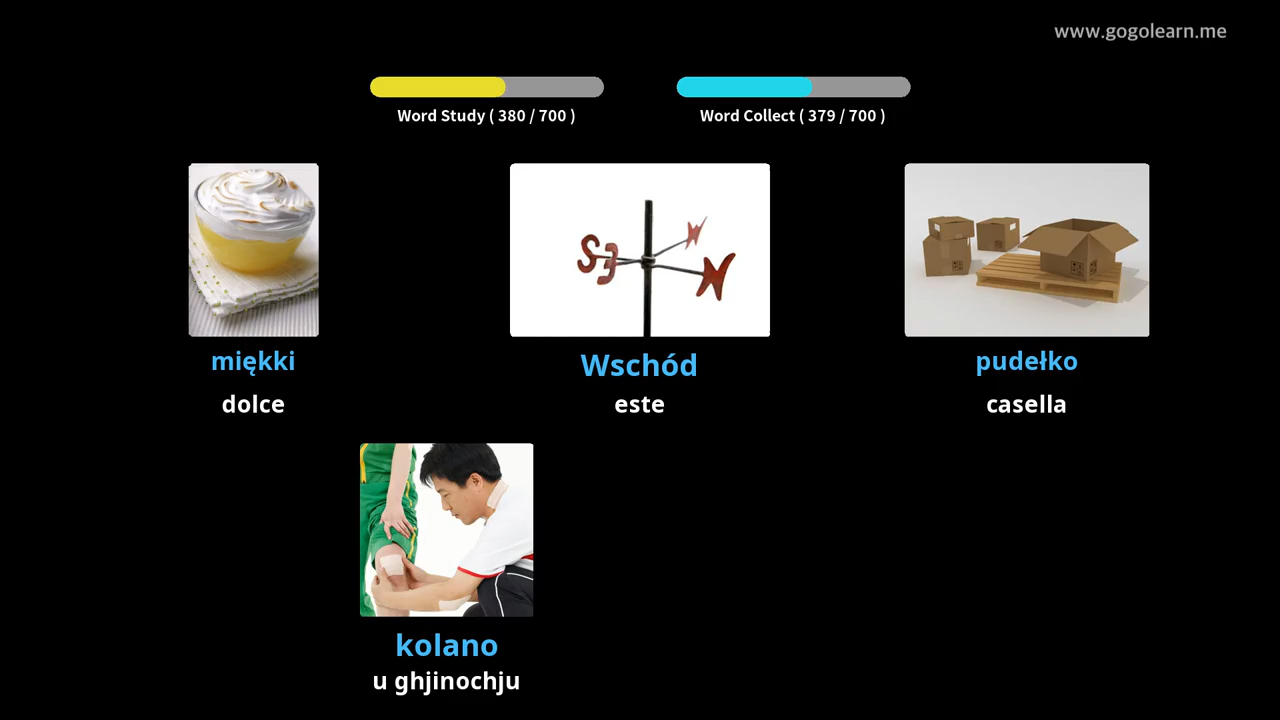 www.gogolearn.me
Word Study ( 380 / 700 )
Word Collect ( 379 / 700 )
S
E
N
miękki
Wschód
pudełko
dolce
este
casella
kolano
u ghjinochju